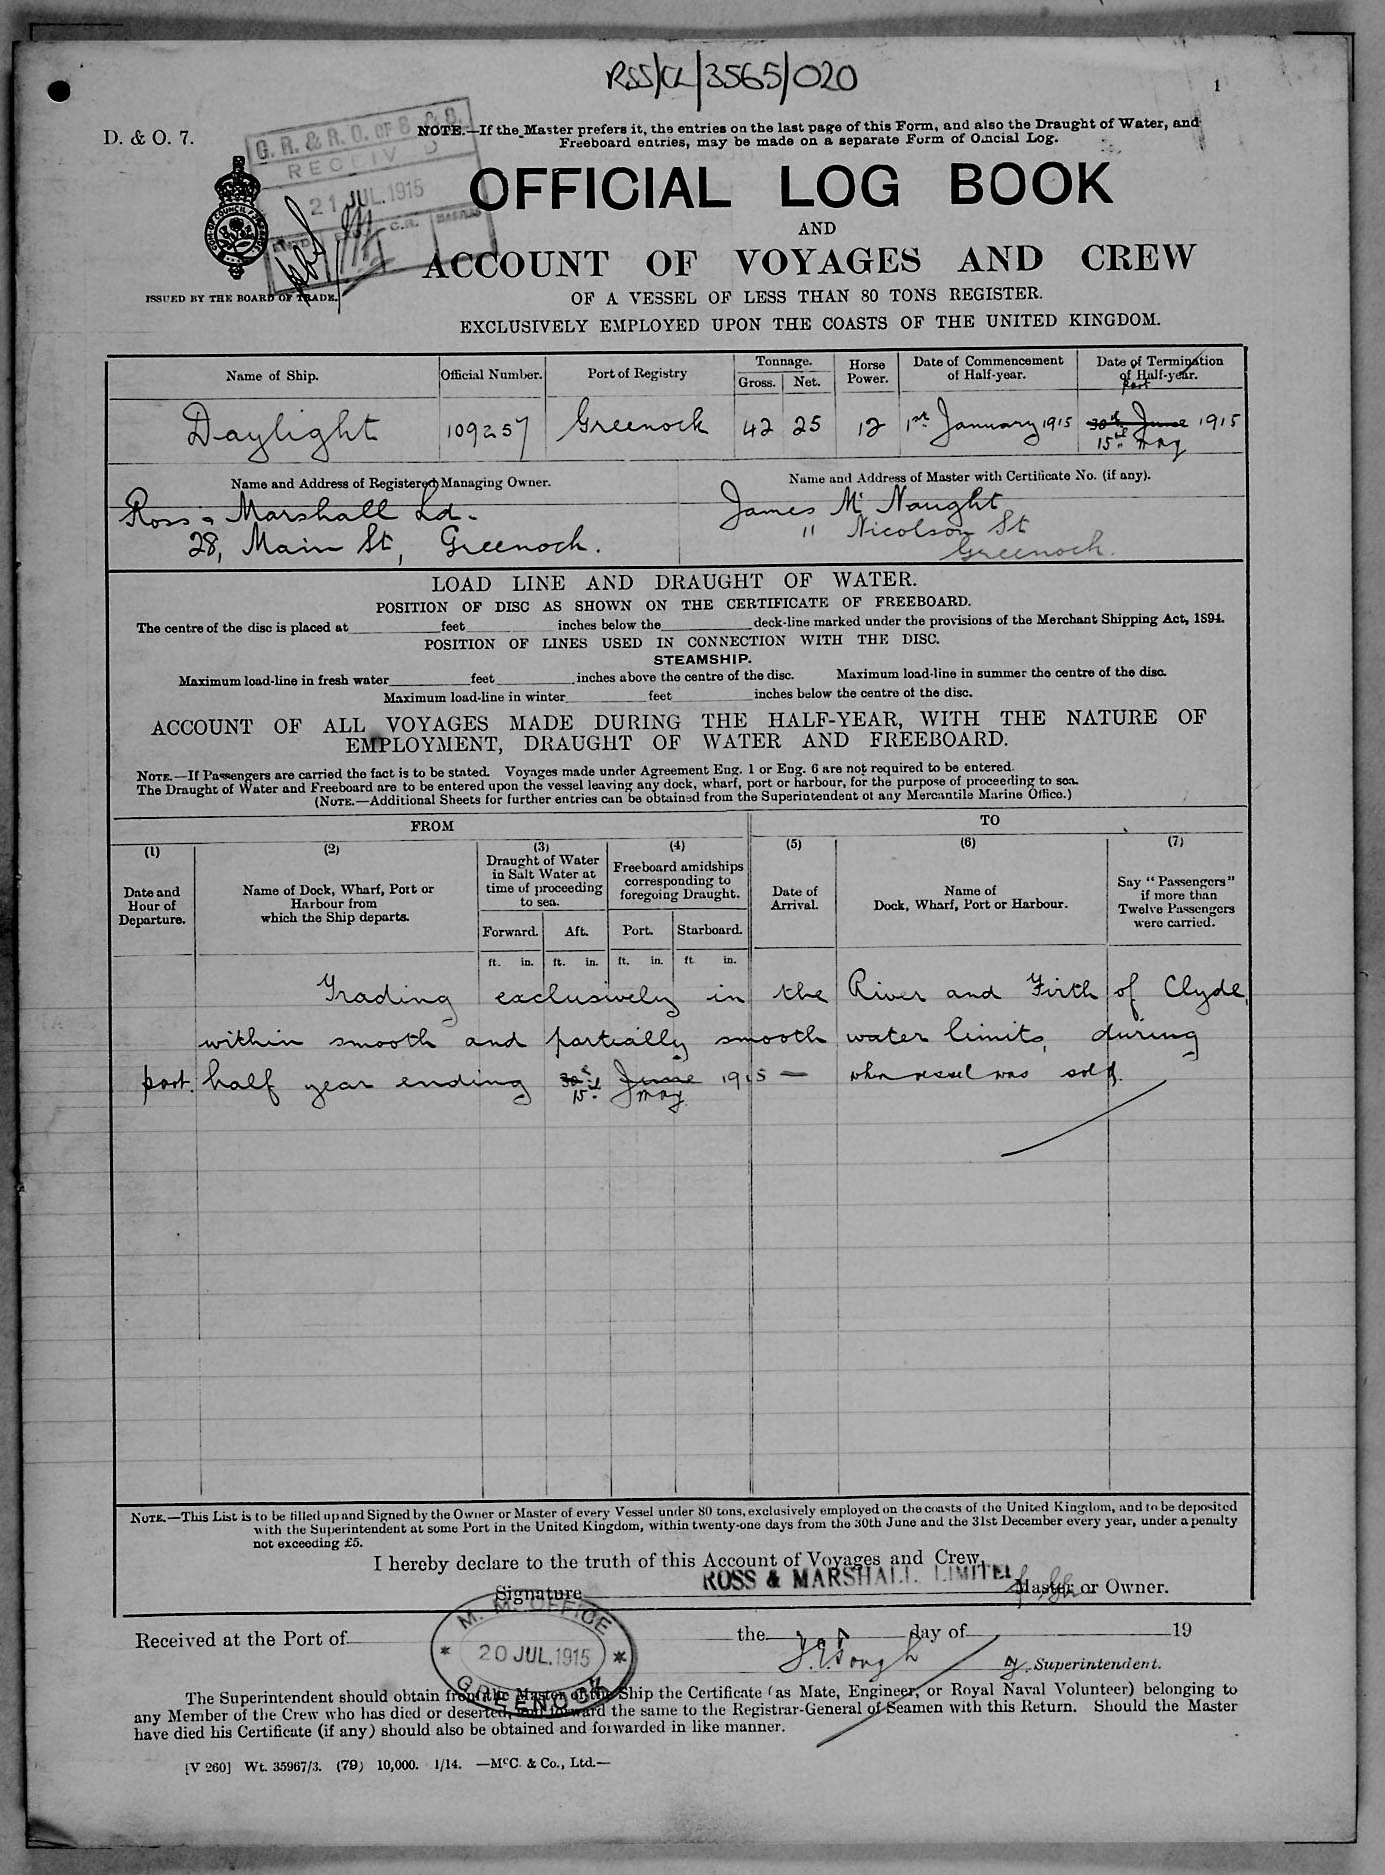 RSS/CL/3565/020
1
D. & O. 7.
G. R. & R. O. OF S. & S.
RECEIV D
21 JUL. 1915
C.R.
NOTE.—If the Master prefers it, the entries on the last page of this Form, and also the Draught of Water, and
Freeboard entries, may be made on a separate Form of Official Log.
OFFICIAL LOG BOOK
AND
ACCOUNT OF VOYAGES AND CREW
ISSUED BY THE BOARD OF TRADE.
OF A VESSEL OF LESS THAN 80 TONS REGISTER.
EXCLUSIVELY EMPLOYED UPON THE COASTS OF THE UNITED KINGDOM.
Name of Ship. Official Number. Port of Registry Tonnage. Gross. Net. Horse Power. Date of Commencement of Half-year. Date of Termination of part Half-year.
Daylight 109257 Greenock 42 25 12 1st January 1915 30th June 1915
15th May
Name and Address of Registered Managing Owner. Name and Address of Master with Certificate No. (if any).
Ross & Marshall Ld. James Mc Naught
28, Main St, Greenock. 11 Nicolson St
Greenock.
LOAD LINE AND DRAUGHT OF WATER.
POSITION OF DISC AS SHOWN ON THE CERTIFICATE OF FREEBOARD.
The centre of the disc is placed at feet inches below the deck-line marked under the provisions of the Merchant Shipping Act, 1894.
POSITION OF LINES USED IN CONNECTION WITH THE DISC.
STEAMSHIP.
Maximum load-line in fresh water feet inches above the centre of the disc. Maximum load-line in summer the centre of the disc.
Maximum load-line in winter feet inches below the centre of the disc.
ACCOUNT OF ALL VOYAGES MADE DURING THE HALF-YEAR, WITH THE NATURE OF
EMPLOYMENT, DRAUGHT OF WATER AND FREEBOARD.
NOTE.—If Passengers are carried the fact is to be stated. Voyages made under Agreement Eng. 1 or Eng. 6 are not required to be entered.
The Draught of Water and Freeboard are to be entered upon the vessel leaving any dock, wharf, port or harbour, for the purpose of proceeding to sea.
(NOTE.—Additional Sheets for further entries can be obtained from the Superintendent of any Mercantile Marine Office.)
FROM TO
(1) (2) (3) (4) (5) (6) (7)
Date and Hour of Departure. Name of Dock, Wharf, Port or Harbour from which the Ship departs. Draught of Water in Salt Water at time of proceeding to sea. Freeboard amidships corresponding to foregoing Draught. Date of Arrival. Name of Dock, Wharf, Port or Harbour. Say "Passengers" if more than Twelve Passengers were carried.
Forward. Aft. Port. Starboard.
ft. in. ft. in. ft. in. ft. in.
Trading exclusively in the River and Firth of Clyde,
within smooth and partially smooth water limits, during
part half year ending 30th June 1915 — when vessel was sold.
15th May
NOTE.—This List is to be filled up and Signed by the Owner or Master of every Vessel under 80 tons, exclusively employed on the coasts of the United Kingdom, and to be deposited
with the Superintendent at some Port in the United Kingdom, within twenty-one days from the 30th June and the 31st December every year, under a penalty
not exceeding £5.
I hereby declare to the truth of this Account of Voyages and Crew,
ROSS & MARSHALL LIMITED
Signature Master or Owner.
Received at the Port of the day of 19
M. M. OFFICE
20 JUL. 1915
GREENOCK
Superintendent.
The Superintendent should obtain from the Master of the Ship the Certificate (as Mate, Engineer, or Royal Naval Volunteer) belonging to
any Member of the Crew who has died or deserted, and forward the same to the Registrar-General of Seamen with this Return. Should the Master
have died his Certificate (if any) should also be obtained and forwarded in like manner.
[V 260] Wt. 35967/3. (79) 10,000. 1/14. —McC. & Co., Ltd.—